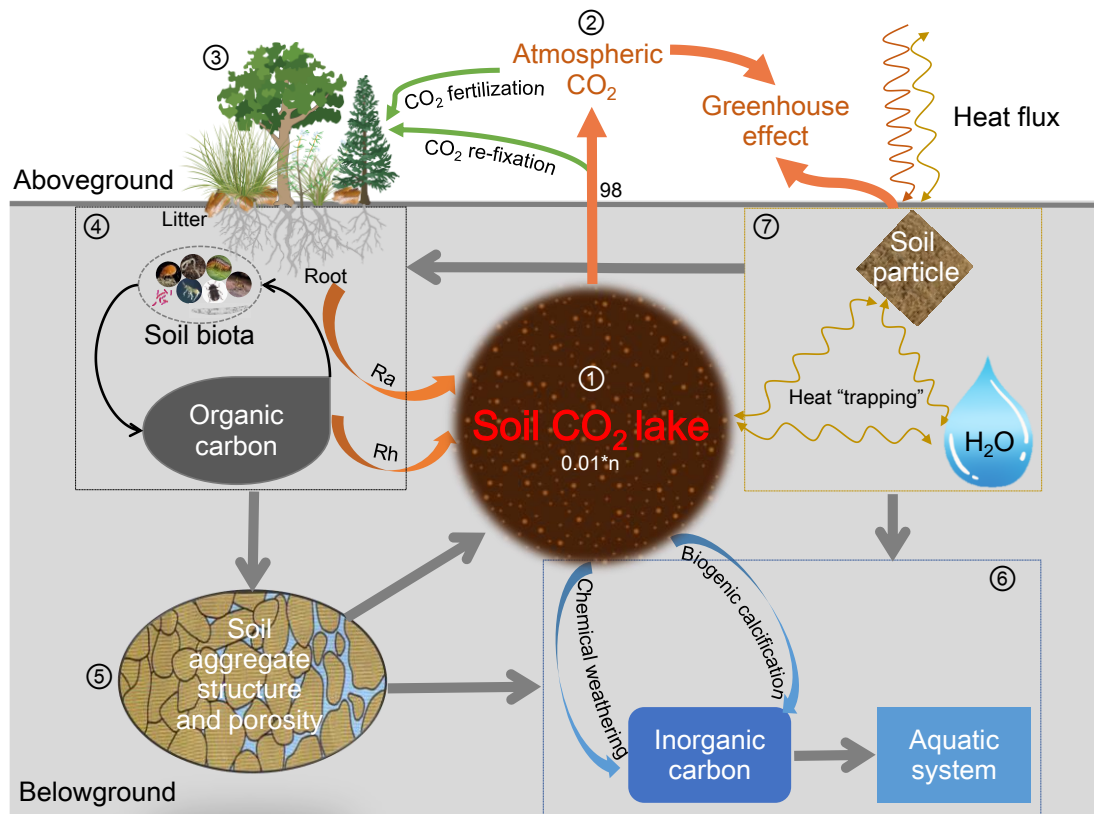 ②
Atmospheric
CO₂
③
CO₂ fertilization
CO₂ re-fixation
Greenhouse
effect
Heat flux
Aboveground
98
④
Litter
Root
Soil biota
Organic
carbon
Ra
Rh
①
Soil CO₂ lake
0.01*n
⑦
Soil
particle
Heat “trapping”
H₂O
⑤
Soil
aggregate
structure
and porosity
⑥
Chemical weathering
Biogenic calcification
Inorganic
carbon
Aquatic
system
Belowground